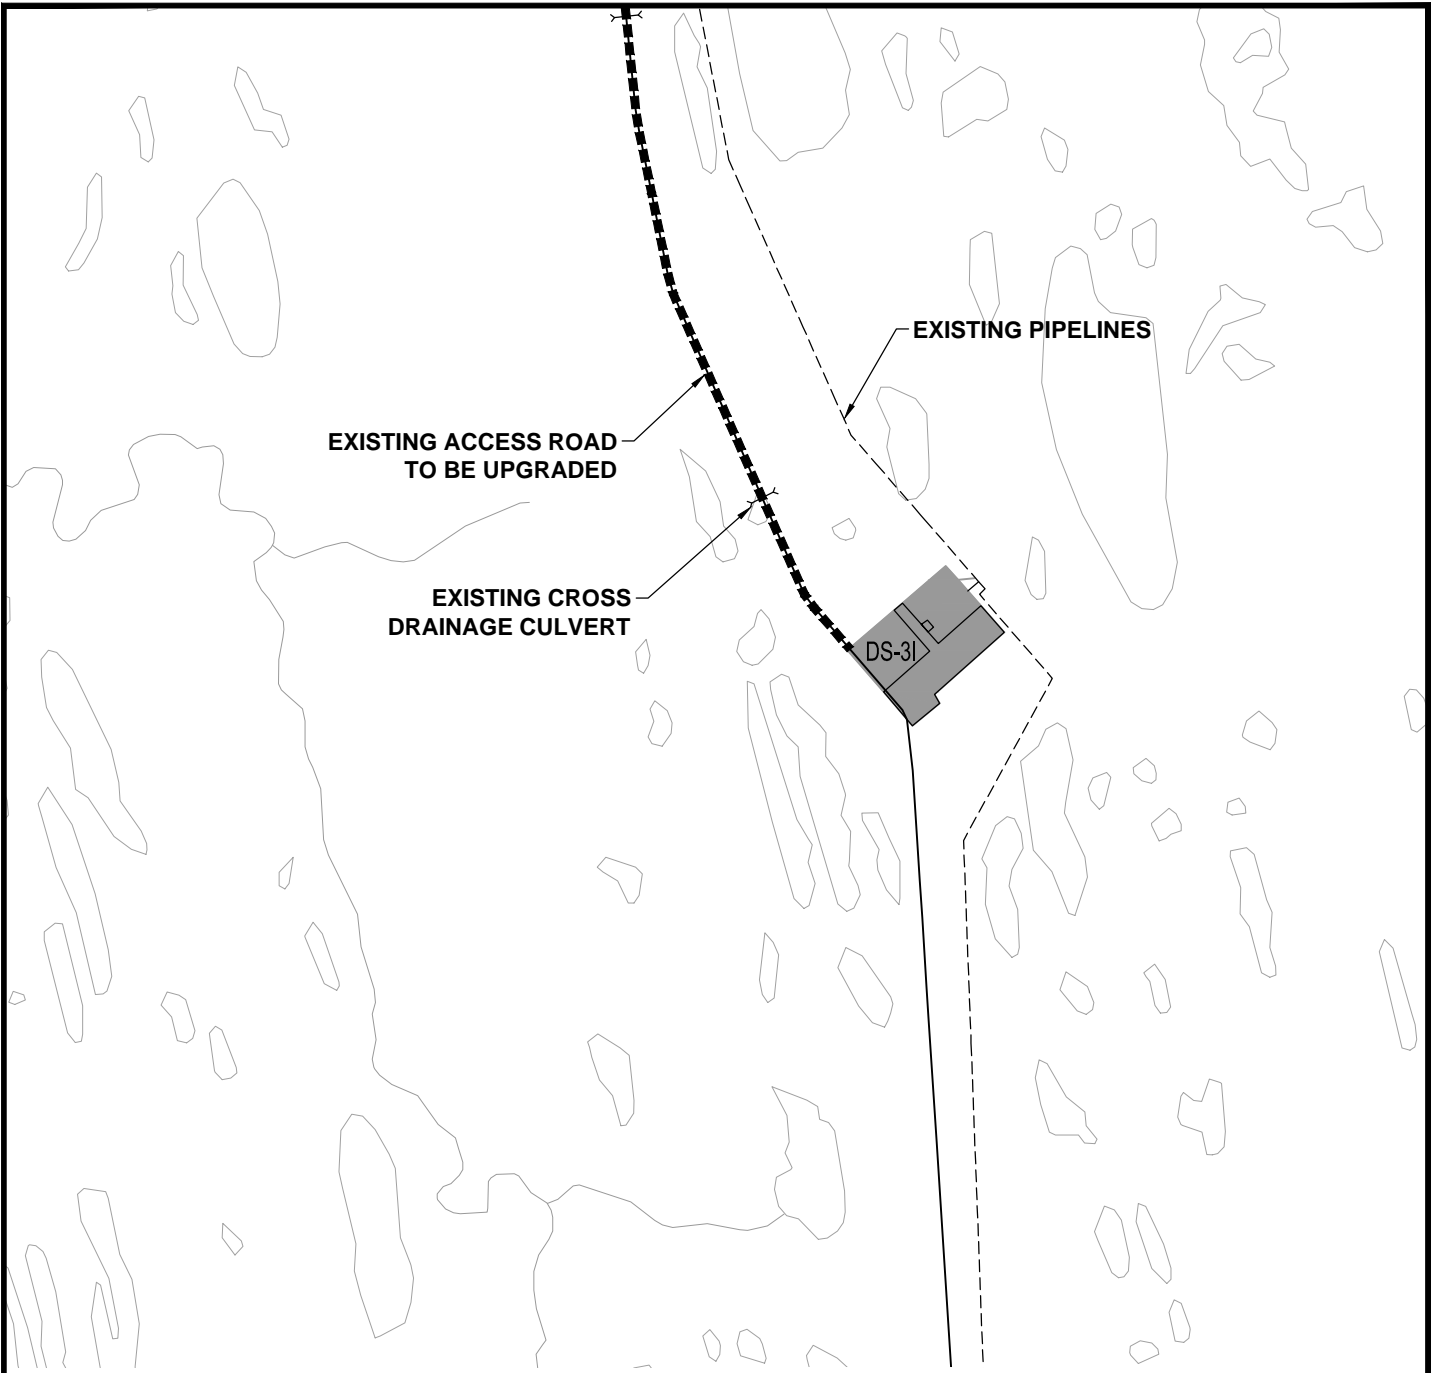 EXISTING PIPELINES
EXISTING ACCESS ROAD
TO BE UPGRADED
EXISTING CROSS
DRAINAGE CULVERT
DS-3I